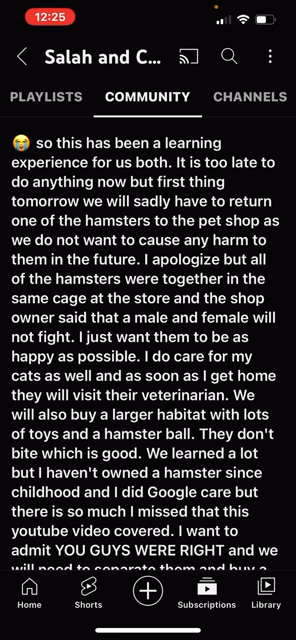 12:25
Salah and C...
PLAYLISTS COMMUNITY CHANNELS
😭 so this has been a learning
experience for us both. It is too late to
do anything now but first thing
tomorrow we will sadly have to return
one of the hamsters to the pet shop as
we do not want to cause any harm to
them in the future. I apologize but all
of the hamsters were together in the
same cage at the store and the shop
owner said that a male and female will
not fight. I just want them to be as
happy as possible. I do care for my
cats as well and as soon as I get home
they will visit their veterinarian. We
will also buy a larger habitat with lots
of toys and a hamster ball. They don't
bite which is good. We learned a lot
but I haven't owned a hamster since
childhood and I did Google care but
there is so much I missed that this
youtube video covered. I want to
admit YOU GUYS WERE RIGHT and we
will need to separate them and buy a
Home Shorts Subscriptions Library